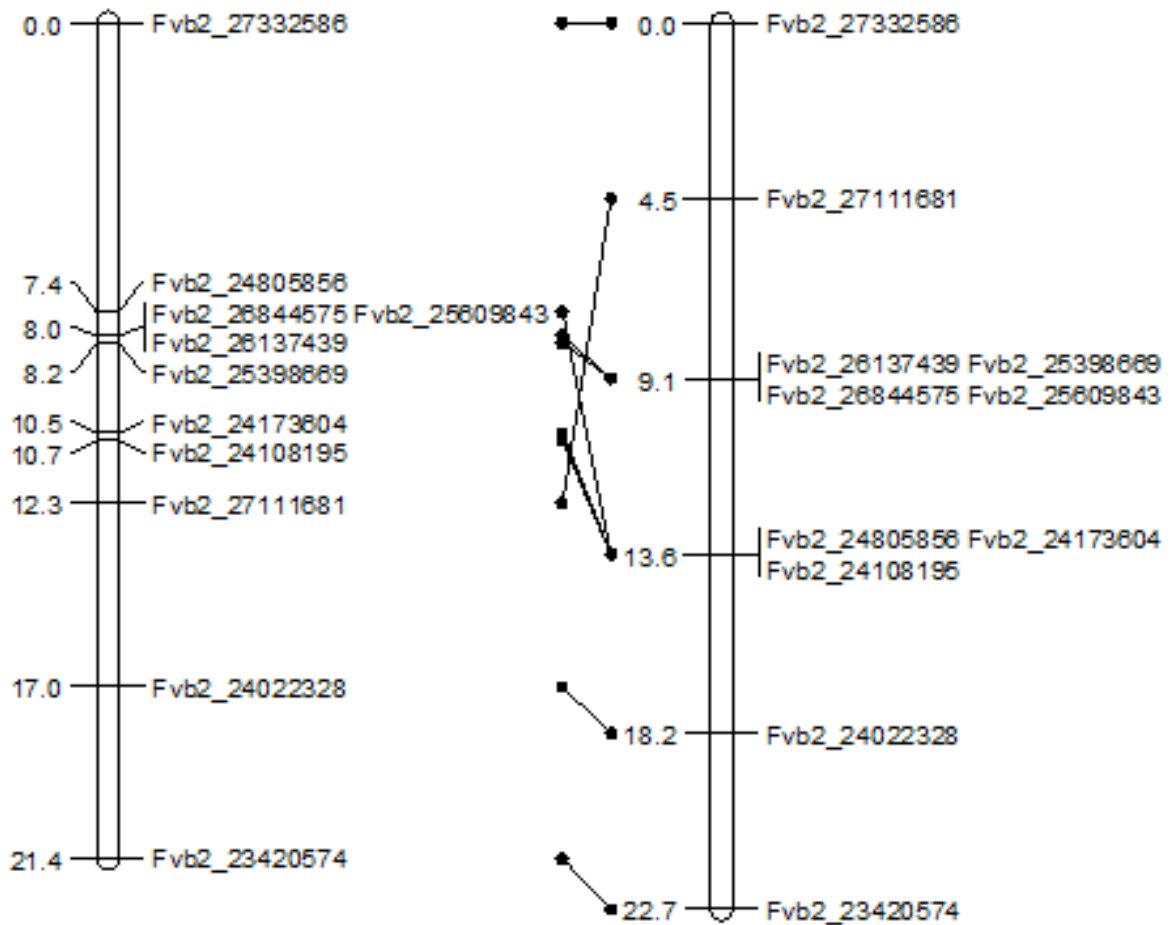 0.0 Fvb2_27332586
7.4 Fvb2_24805856
8.0 Fvb2_26844575 Fvb2_25609843
Fvb2_26137439
8.2 Fvb2_25398669
10.5 Fvb2_24173604
10.7 Fvb2_24108195
12.3 Fvb2_27111681
17.0 Fvb2_24022328
21.4 Fvb2_23420574
0.0 Fvb2_27332586
4.5 Fvb2_27111681
9.1 Fvb2_26137439 Fvb2_25398669
Fvb2_26844575 Fvb2_25609843
13.6 Fvb2_24805856 Fvb2_24173604
Fvb2_24108195
18.2 Fvb2_24022328
22.7 Fvb2_23420574